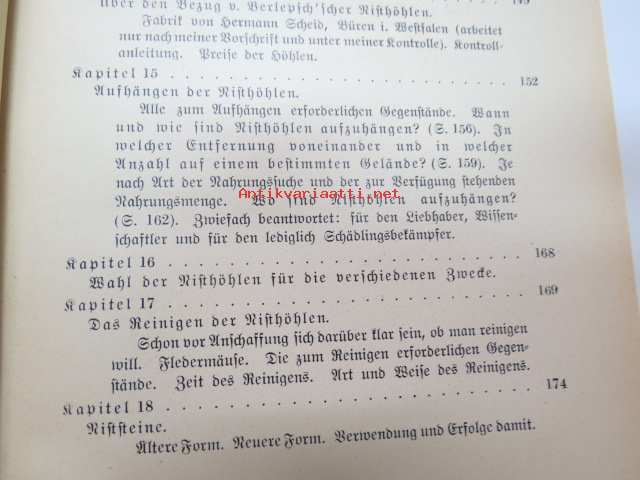 Über den Bezug v. Berlepsch'scher Nisthöhlen.
Fabrik von Hermann Scheid, Büren i. Westfalen (arbeitet
nur nach meiner Vorschrift und unter meiner Kontrolle). Kontroll-
anleitung. Preise der Höhlen.
Kapitel 15 . . . . . . . . . . . . . . . . . . . . 152
Aufhängen der Nisthöhlen.
Alle zum Aufhängen erforderlichen Gegenstände. Wann
und wie sind Nisthöhlen aufzuhängen? (S. 156). In
welcher Entfernung voneinander und in welcher
Anzahl auf einem bestimmten Gelände? (S. 159). Je
nach Art der Nahrungssuche und der zur Verfügung stehenden
Nahrungsmenge. Wo sind Nisthöhlen aufzuhängen?
Antikvariaatti.net
(S. 162). Zwiefach beantwortet: für den Liebhaber, Wissen-
schaftler und für den lediglich Schädlingsbekämpfer.
Kapitel 16 . . . . . . . . . . . . . . . . . . . . 168
Wahl der Nisthöhlen für die verschiedenen Zwecke.
Kapitel 17 . . . . . . . . . . . . . . . . . . . . 169
Das Reinigen der Nisthöhlen.
Schon vor Anschaffung sich darüber klar sein, ob man reinigen
will. Fledermäuse. Die zum Reinigen erforderlichen Gegen-
stände. Zeit des Reinigens. Art und Weise des Reinigens.
Kapitel 18 . . . . . . . . . . . . . . . . . . . . 174
Niststeine.
Ältere Form. Neuere Form. Verwendung und Erfolge damit.